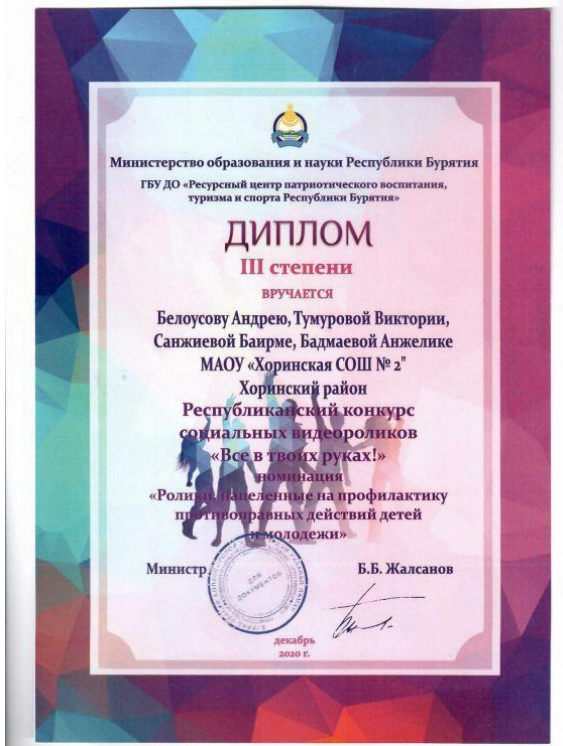 Министерство образования и науки Республики Бурятия
ГБУ ДО «Ресурсный центр патриотического воспитания,
туризма и спорта Республики Бурятия»
ДИПЛОМ
III степени
ВРУЧАЕТСЯ
Белоусову Андрею, Тумуровой Виктории,
Санжиевой Баирме, Бадмаевой Анжелике
МАОУ «Хоринская СОШ № 2"
Хоринский район
Республиканский конкурс
социальных видеороликов
«Все в твоих руках!»
номинация
«Ролики, нацеленные на профилактику
противоправных действий детей
и молодежи»
Министр Б.Б. Жалсанов
ДЛЯ
ДОКУМЕНТОВ
декабрь
2020 г.